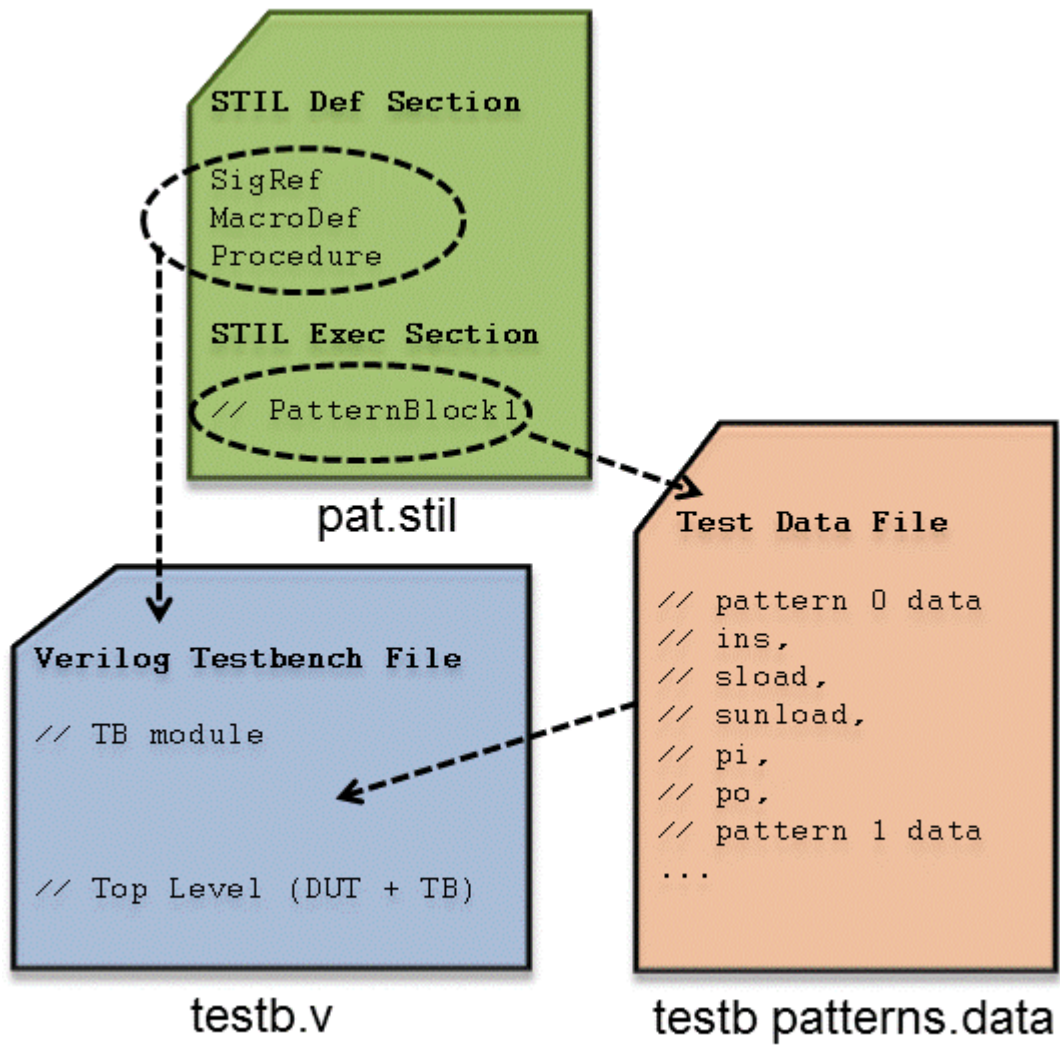 STIL Def Section
SigRef
MacroDef
Procedure
STIL Exec Section
// PatternBlock1
pat.stil
Verilog Testbench File
// TB module
// Top Level (DUT + TB)
testb.v
Test Data File
// pattern 0 data
// ins,
// sload,
// sunload,
// pi,
// po,
// pattern 1 data
...
testb patterns.data